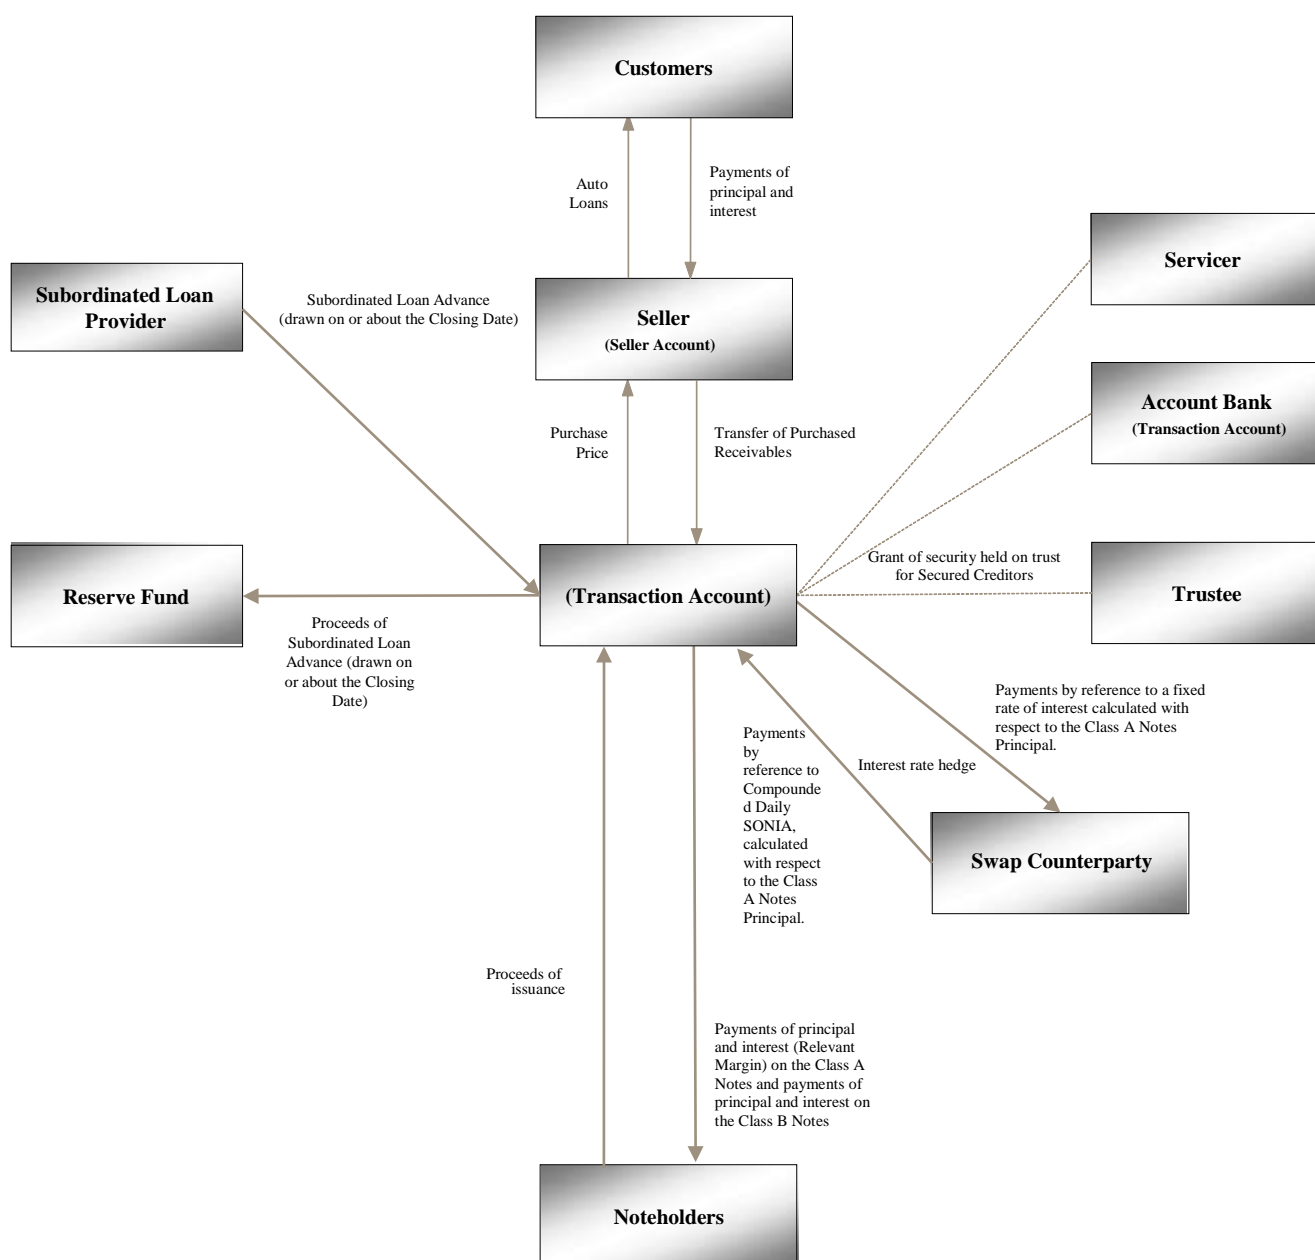 Customers
Auto
Loans
Payments of
principal and
interest
Servicer
Subordinated Loan
Provider
Subordinated Loan Advance
(drawn on or about the Closing Date)
Seller
(Seller Account)
Account Bank
(Transaction Account)
Purchase
Price
Transfer of Purchased
Receivables
Grant of security held on trust
for Secured Creditors
Reserve Fund
(Transaction Account)
Trustee
Proceeds of
Subordinated Loan
Advance (drawn on
or about the Closing
Date)
Payments by reference to a fixed
rate of interest calculated with
respect to the Class A Notes
Principal.
Payments
by
reference to
Compounde
d Daily
SONIA,
calculated
with respect
to the Class
A Notes
Principal.
Interest rate hedge
Swap Counterparty
Proceeds of
issuance
Payments of principal
and interest (Relevant
Margin) on the Class A
Notes and payments of
principal and interest on
the Class B Notes
Noteholders